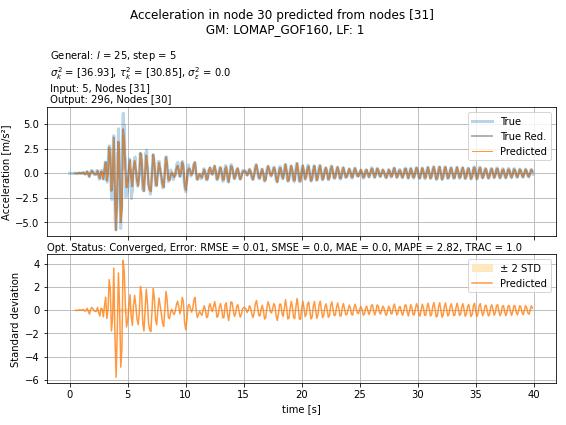 Acceleration in node 30 predicted from nodes [31]
GM: LOMAP_GOF160, LF: 1
General: l = 25, step = 5
σ²ₖ = [36.93], τ²ₖ = [30.85], σ²ε = 0.0
Input: 5, Nodes [31]
Output: 296, Nodes [30]
Acceleration [m/s²]
5.0
2.5
0.0
−2.5
−5.0
True
True Red.
Predicted
Opt. Status: Converged, Error: RMSE = 0.01, SMSE = 0.0, MAE = 0.0, MAPE = 2.82, TRAC = 1.0
Standard deviation
4
2
0
−2
−4
−6
± 2 STD
Predicted
0 5 10 15 20 25 30 35 40
time [s]